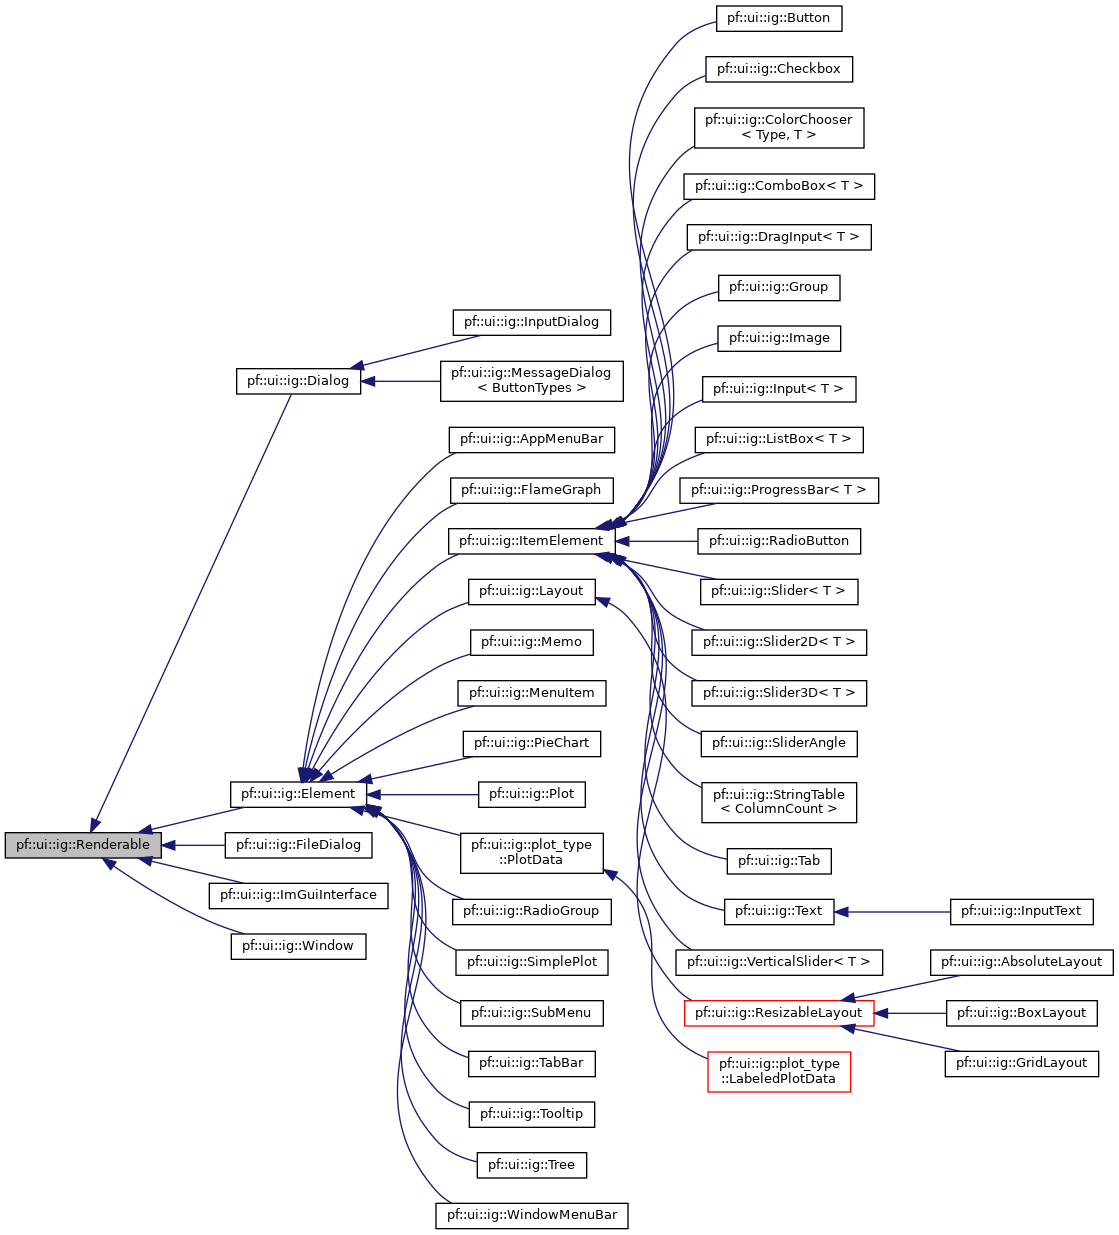 pf::ui::ig::Button
pf::ui::ig::Checkbox
pf::ui::ig::ColorChooser
< Type, T >
pf::ui::ig::ComboBox< T >
pf::ui::ig::DragInput< T >
pf::ui::ig::Group
pf::ui::ig::InputDialog
pf::ui::ig::Image
pf::ui::ig::Dialog
pf::ui::ig::MessageDialog
< ButtonTypes >
pf::ui::ig::Input< T >
pf::ui::ig::AppMenuBar
pf::ui::ig::ListBox< T >
pf::ui::ig::FlameGraph
pf::ui::ig::ProgressBar< T >
pf::ui::ig::ItemElement
pf::ui::ig::RadioButton
pf::ui::ig::Layout
pf::ui::ig::Slider< T >
pf::ui::ig::Memo
pf::ui::ig::Slider2D< T >
pf::ui::ig::MenuItem
pf::ui::ig::Slider3D< T >
pf::ui::ig::PieChart
pf::ui::ig::SliderAngle
pf::ui::ig::Element
pf::ui::ig::Plot
pf::ui::ig::StringTable
< ColumnCount >
pf::ui::ig::Renderable
pf::ui::ig::FileDialog
pf::ui::ig::plot_type
::PlotData
pf::ui::ig::Tab
pf::ui::ig::ImGuiInterface
pf::ui::ig::RadioGroup
pf::ui::ig::Text
pf::ui::ig::InputText
pf::ui::ig::Window
pf::ui::ig::SimplePlot
pf::ui::ig::VerticalSlider< T >
pf::ui::ig::AbsoluteLayout
pf::ui::ig::SubMenu
pf::ui::ig::ResizableLayout
pf::ui::ig::BoxLayout
pf::ui::ig::TabBar
pf::ui::ig::plot_type
::LabeledPlotData
pf::ui::ig::GridLayout
pf::ui::ig::Tooltip
pf::ui::ig::Tree
pf::ui::ig::WindowMenuBar